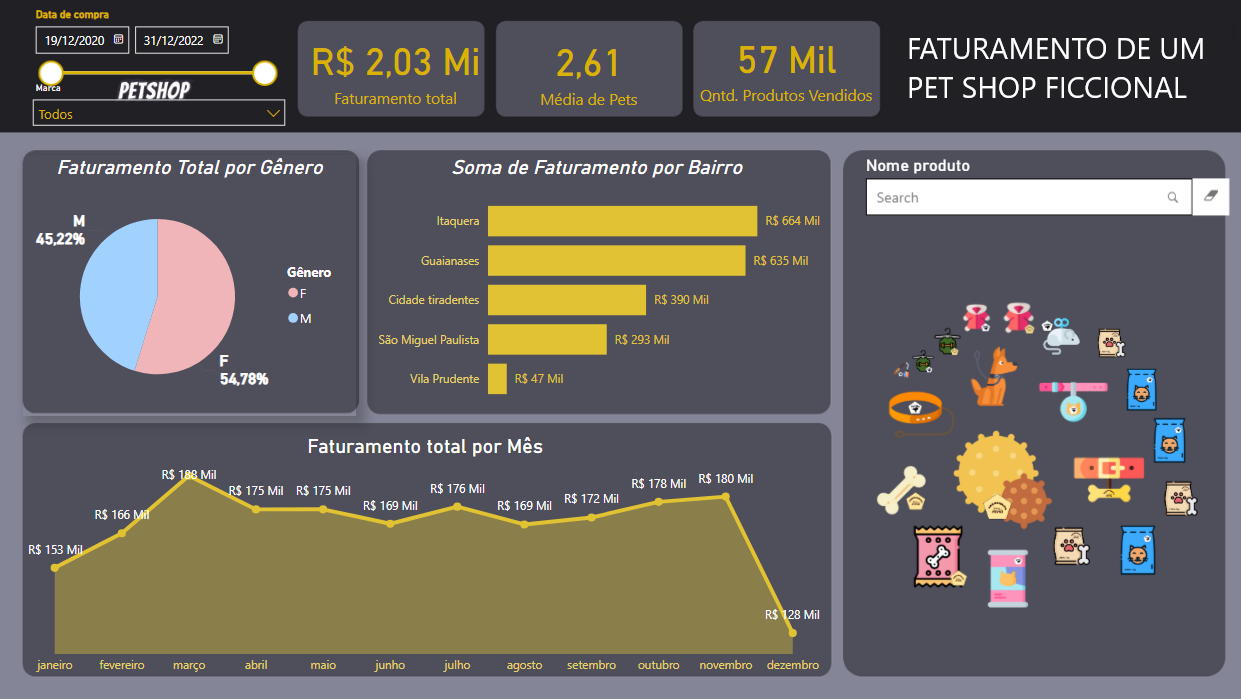 Data de compra
19/12/2020
31/12/2022
Marca
PETSHOP
Todos
R$ 2,03 Mi
Faturamento total
2,61
Média de Pets
57 Mil
Qntd. Produtos Vendidos
FATURAMENTO DE UM
PET SHOP FICCIONAL
Faturamento Total por Gênero
M
45,22%
F
54,78%
Gênero
F
M
Soma de Faturamento por Bairro
Itaquera R$ 664 Mil
Guaianases R$ 635 Mil
Cidade tiradentes R$ 390 Mil
São Miguel Paulista R$ 293 Mil
Vila Prudente R$ 47 Mil
Nome produto
Search
Faturamento total por Mês
R$ 153 Mil
R$ 166 Mil
R$ 188 Mil
R$ 175 Mil
R$ 175 Mil
R$ 169 Mil
R$ 176 Mil
R$ 169 Mil
R$ 172 Mil
R$ 178 Mil
R$ 180 Mil
R$ 128 Mil
janeiro fevereiro março abril maio junho julho agosto setembro outubro novembro dezembro